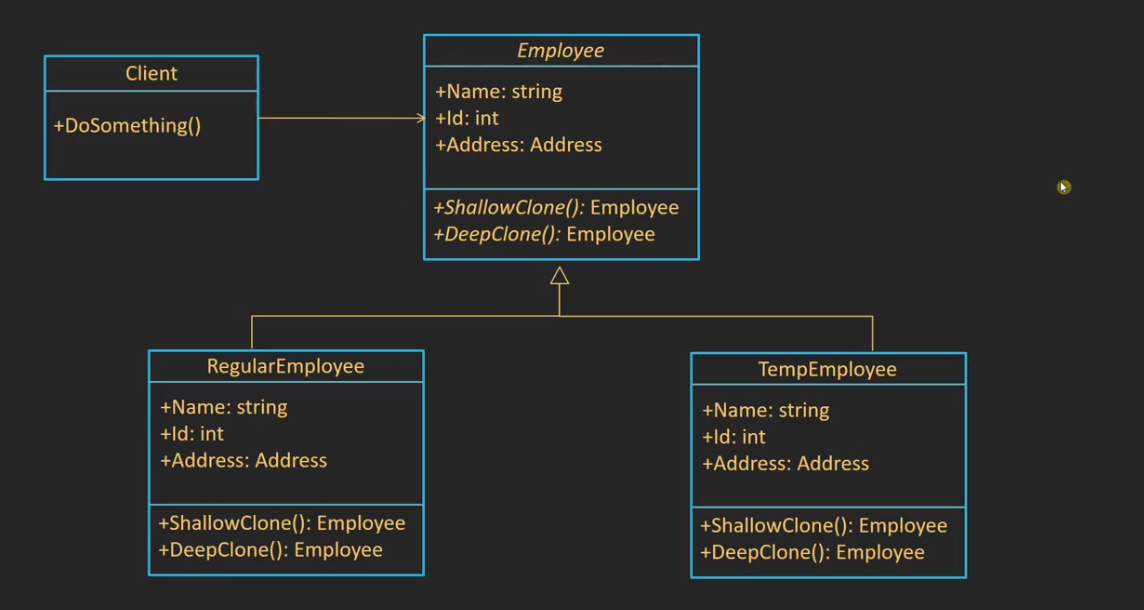 Client
+DoSomething()
Employee
+Name: string
+Id: int
+Address: Address
+ShallowClone(): Employee
+DeepClone(): Employee
RegularEmployee
+Name: string
+Id: int
+Address: Address
+ShallowClone(): Employee
+DeepClone(): Employee
TempEmployee
+Name: string
+Id: int
+Address: Address
+ShallowClone(): Employee
+DeepClone(): Employee